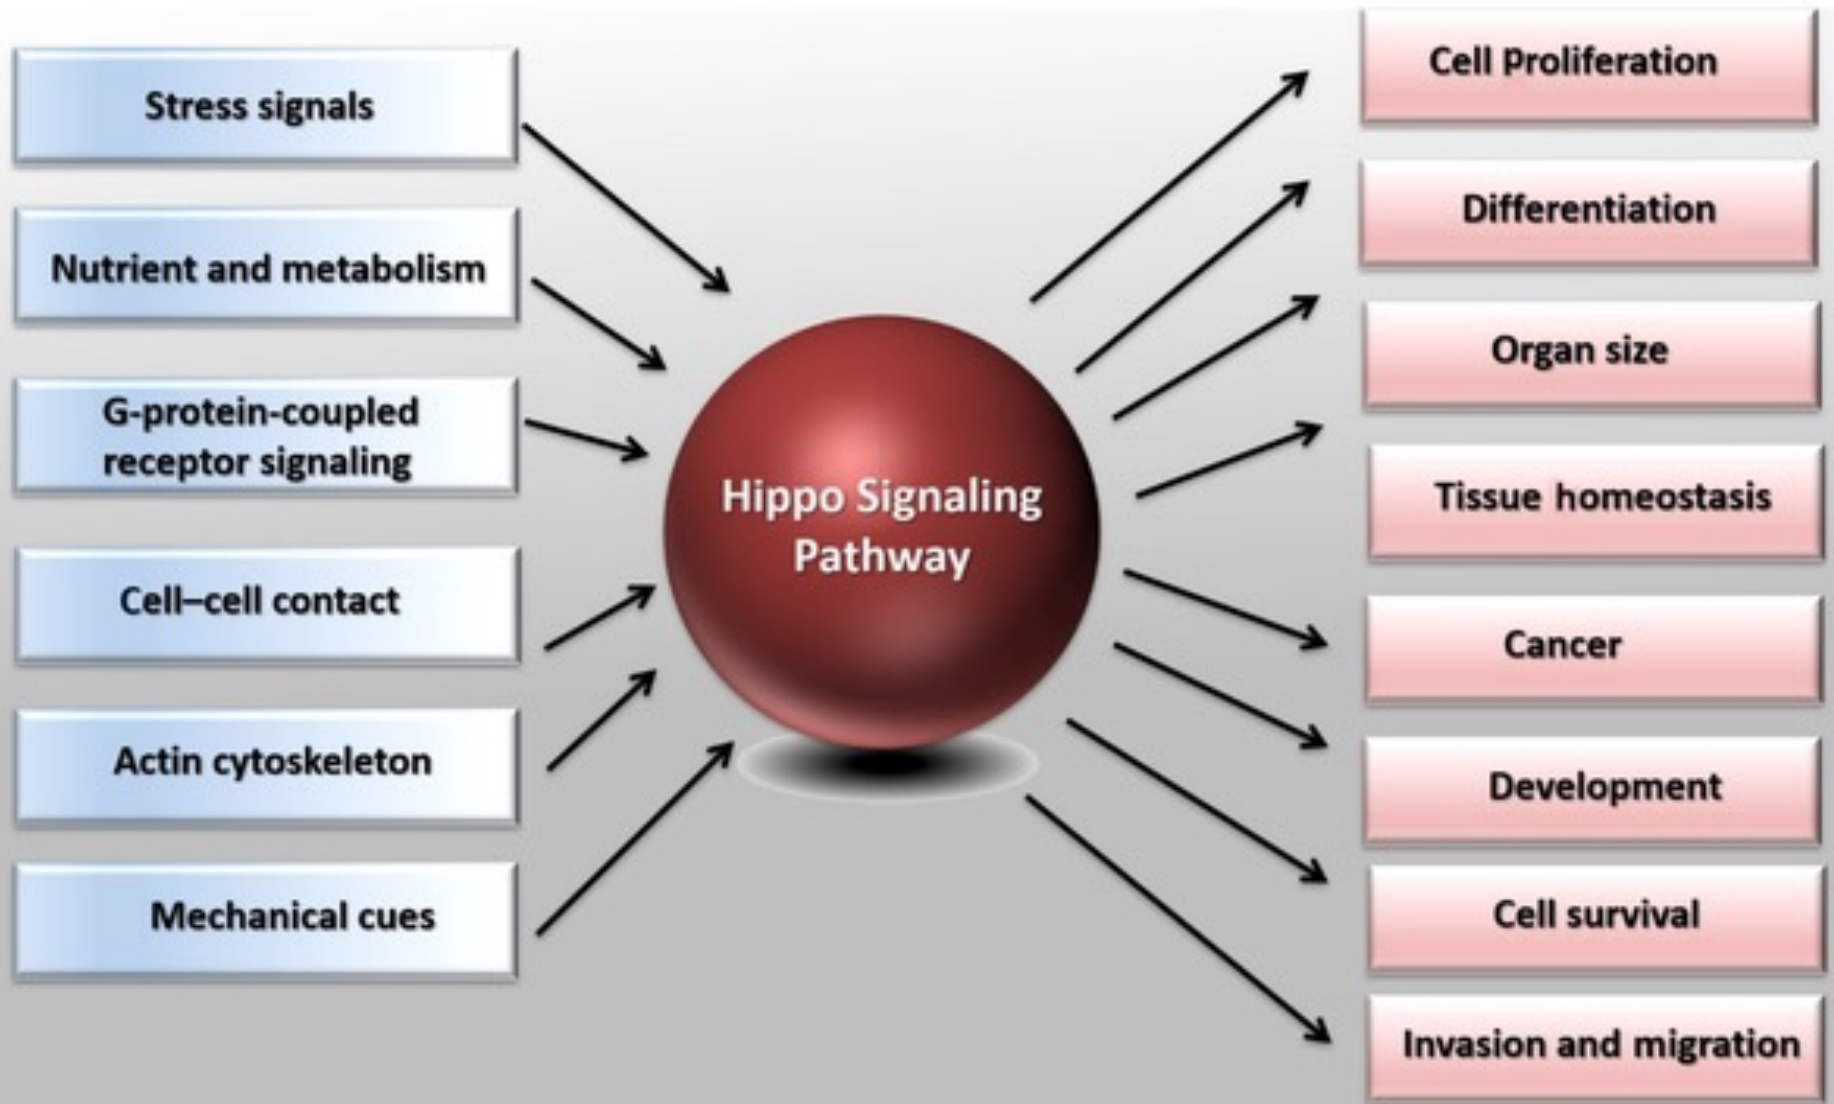 Stress signals
Nutrient and metabolism
G-protein-coupled
receptor signaling
Cell–cell contact
Actin cytoskeleton
Mechanical cues
Hippo Signaling
Pathway
Cell Proliferation
Differentiation
Organ size
Tissue homeostasis
Cancer
Development
Cell survival
Invasion and migration